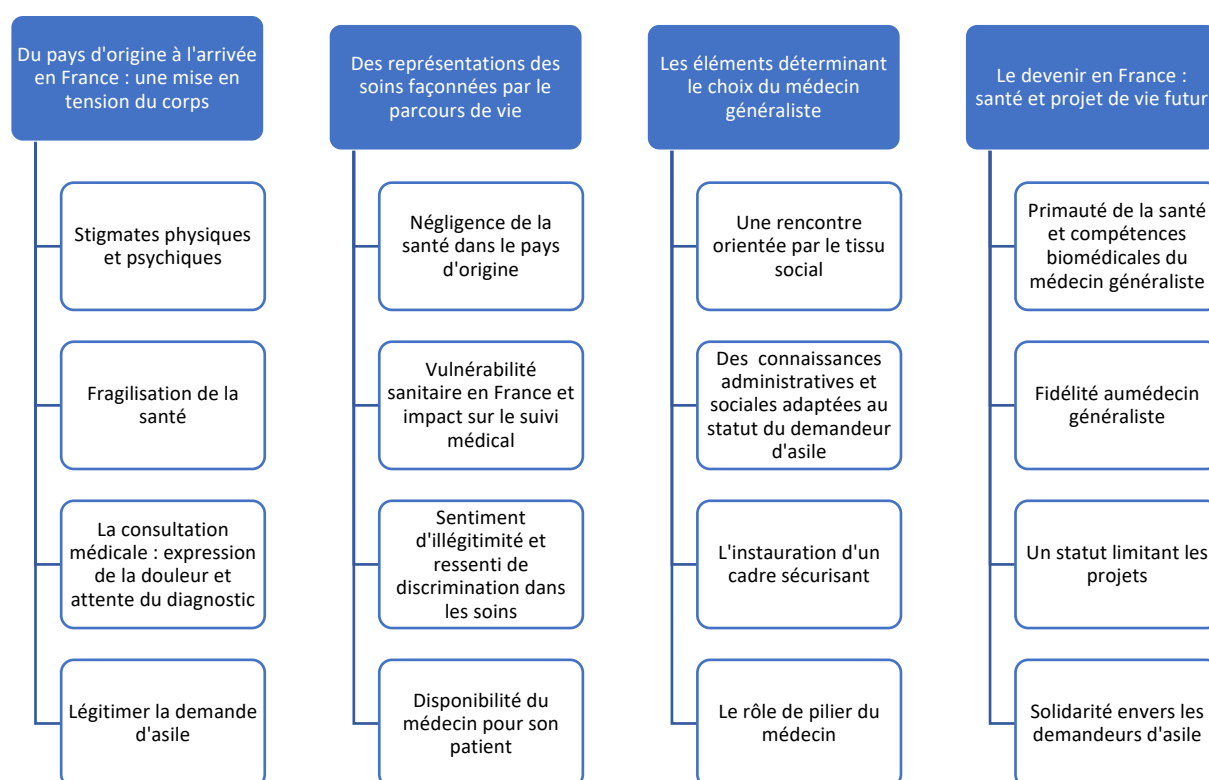 Du pays d'origine à l'arrivée
en France : une mise en
tension du corps
Stigmates physiques
et psychiques
Fragilisation de la
santé
La consultation
médicale : expression
de la douleur et
attente du diagnostic
Légitimer la demande
d'asile
Des représentations des
soins façonnées par le
parcours de vie
Négligence de la
santé dans le pays
d'origine
Vulnérabilité
sanitaire en France et
impact sur le suivi
médical
Sentiment
d'illégitimité et
ressenti de
discrimination dans
les soins
Disponibilité du
médecin pour son
patient
Les éléments déterminant
le choix du médecin
généraliste
Une rencontre
orientée par le tissu
social
Des connaissances
administratives et
sociales adaptées au
statut du demandeur
d'asile
L'instauration d'un
cadre sécurisant
Le rôle de pilier du
médecin
Le devenir en France :
santé et projet de vie futur
Primauté de la santé
et compétences
biomédicales du
médecin généraliste
Fidélité aumédecin
généraliste
Un statut limitant les
projets
Solidarité envers les
demandeurs d'asile